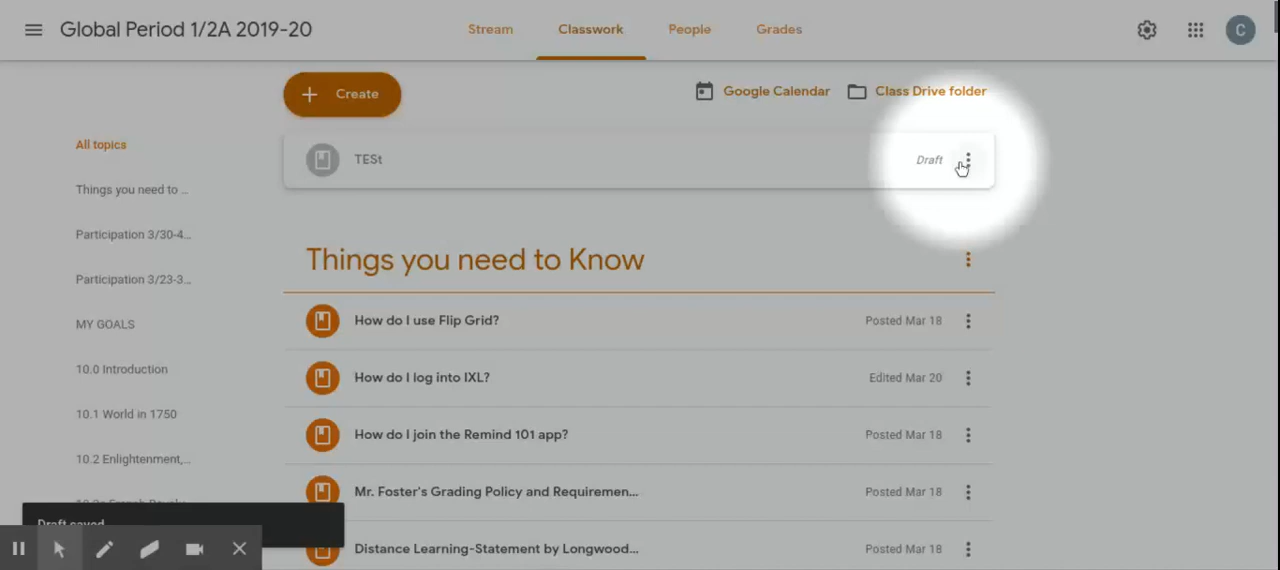 Global Period 1/2A 2019-20
Stream
Classwork
People
Grades
C
Create
Google Calendar
Class Drive folder
All topics
Things you need to ...
Participation 3/30-4...
Participation 3/23-3...
MY GOALS
10.0 Introduction
10.1 World in 1750
10.2 Enlightenment,...
TESt
Draft
Things you need to Know
How do I use Flip Grid?
Posted Mar 18
How do I log into IXL?
Edited Mar 20
How do I join the Remind 101 app?
Posted Mar 18
Mr. Foster's Grading Policy and Requiremen...
Posted Mar 18
Distance Learning-Statement by Longwood...
Posted Mar 18
Draft saved